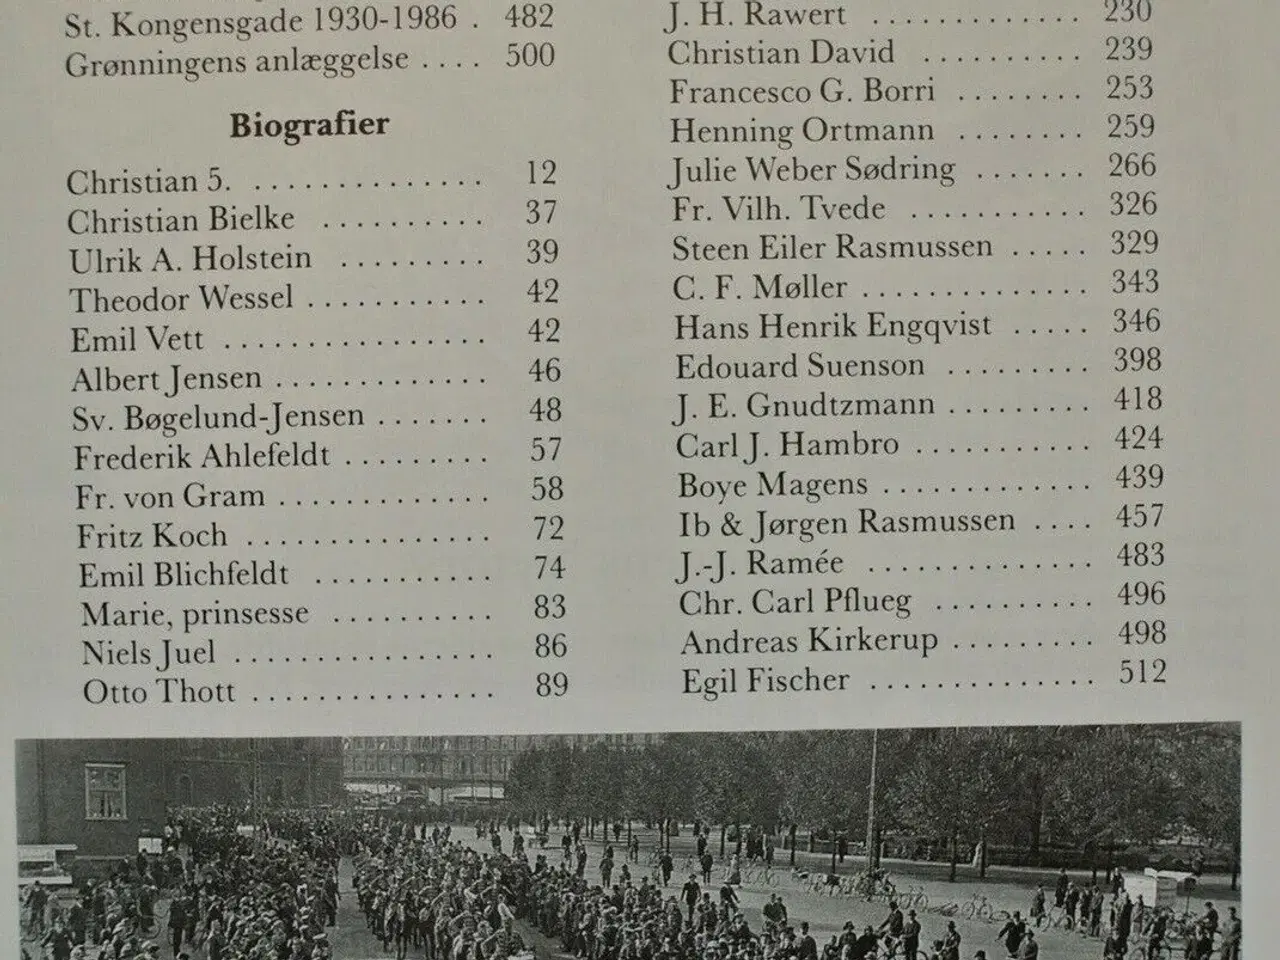 St. Kongensgade 1930-1986 . 482
Grønningens anlæggelse . . . . 500
Biografier
Christian 5. . . . . . . . . . . . . . . 12
Christian Bielke . . . . . . . . . . 37
Ulrik A. Holstein . . . . . . . . . 39
Theodor Wessel . . . . . . . . . . . 42
Emil Vett . . . . . . . . . . . . . . . . 42
Albert Jensen . . . . . . . . . . . . . 46
Sv. Bøgelund-Jensen . . . . . . . 48
Frederik Ahlefeldt . . . . . . . . . 57
Fr. von Gram . . . . . . . . . . . . . 58
Fritz Koch . . . . . . . . . . . . . . . 72
Emil Blichfeldt . . . . . . . . . . . 74
Marie, prinsesse . . . . . . . . . . 83
Niels Juel . . . . . . . . . . . . . . . . 86
Otto Thott . . . . . . . . . . . . . . . 89
J. H. Rawert . . . . . . . . . . . . . 230
Christian David . . . . . . . . . . 239
Francesco G. Borri . . . . . . . . 253
Henning Ortmann . . . . . . . . 259
Julie Weber Sødring . . . . . . . 266
Fr. Vilh. Tvede . . . . . . . . . . . 326
Steen Eiler Rasmussen . . . . . 329
C. F. Møller . . . . . . . . . . . . . . 343
Hans Henrik Engqvist . . . . . 346
Edouard Suenson . . . . . . . . . 398
J. E. Gnudtzmann . . . . . . . . . 418
Carl J. Hambro . . . . . . . . . . . 424
Boye Magens . . . . . . . . . . . . . 439
Ib & Jørgen Rasmussen . . . . 457
J.-J. Ramée . . . . . . . . . . . . . . 483
Chr. Carl Pflueg . . . . . . . . . . 496
Andreas Kirkerup . . . . . . . . . 498
Egil Fischer . . . . . . . . . . . . . . 512